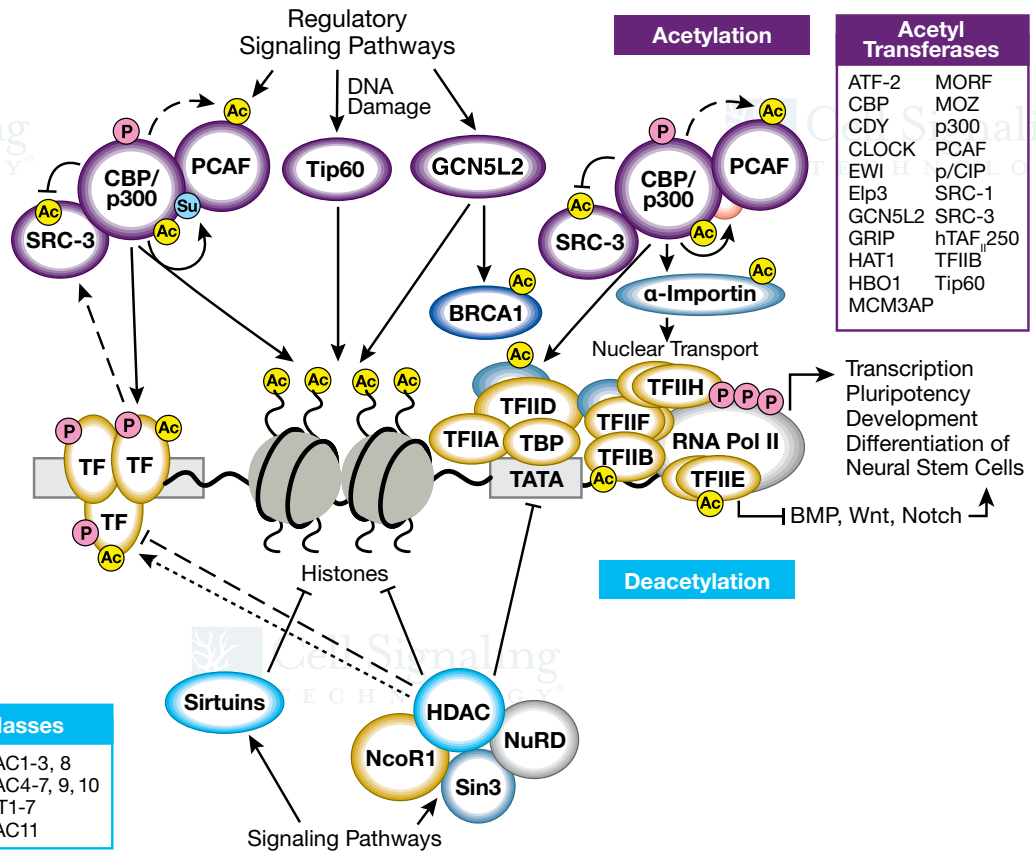 Regulatory
Signaling Pathways
DNA
Damage
Acetylation
Acetyl
Transferases
ATF-2 MORF
CBP MOZ
CDY p300
CLOCK PCAF
EWI p/CIP
Elp3 SRC-1
GCN5L2 SRC-3
GRIP hTAFII250
HAT1 TFIIB
HBO1 Tip60
MCM3AP
P
Ac
CBP/
p300
PCAF
Su
Ac
SRC-3
Ac
Tip60
GCN5L2
P
Ac
CBP/
p300
PCAF
Ac
SRC-3
Ac
BRCA1
Ac
α-Importin
Ac
Nuclear Transport
Ac
Ac
Ac
Ac
Ac
TFIID
TFIIA
TBP
TATA
TFIIH
TFIIF
TFIIB
Ac
RNA Pol II
P
P
P
TFIIE
Ac
Transcription
Pluripotency
Development
Differentiation of
Neural Stem Cells
BMP, Wnt, Notch
P
TF
P
TF
Ac
P
TF
Ac
Histones
Deacetylation
Cell Signaling
TECHNOLOGY®
Sirtuins
HDAC
NcoR1
NuRD
Sin3
Signaling Pathways
lasses
AC1-3, 8
AC4-7, 9, 10
T1-7
AC11